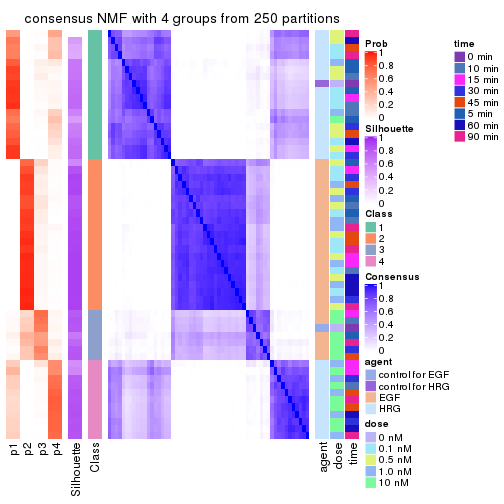 consensus NMF with 4 groups from 250 partitions
Prob
1
0.8
0.6
0.4
0.2
0
Silhouette
1
0.8
0.6
0.4
0.2
0
Class
1
2
3
4
Consensus
1
0.8
0.6
0.4
0.2
0
agent
control for EGF
control for HRG
EGF
HRG
dose
0 nM
0.1 nM
0.5 nM
1.0 nM
10 nM
time
0 min
10 min
15 min
30 min
45 min
5 min
60 min
90 min
p1
p2
p3
p4
Silhouette
Class
agent
dose
time